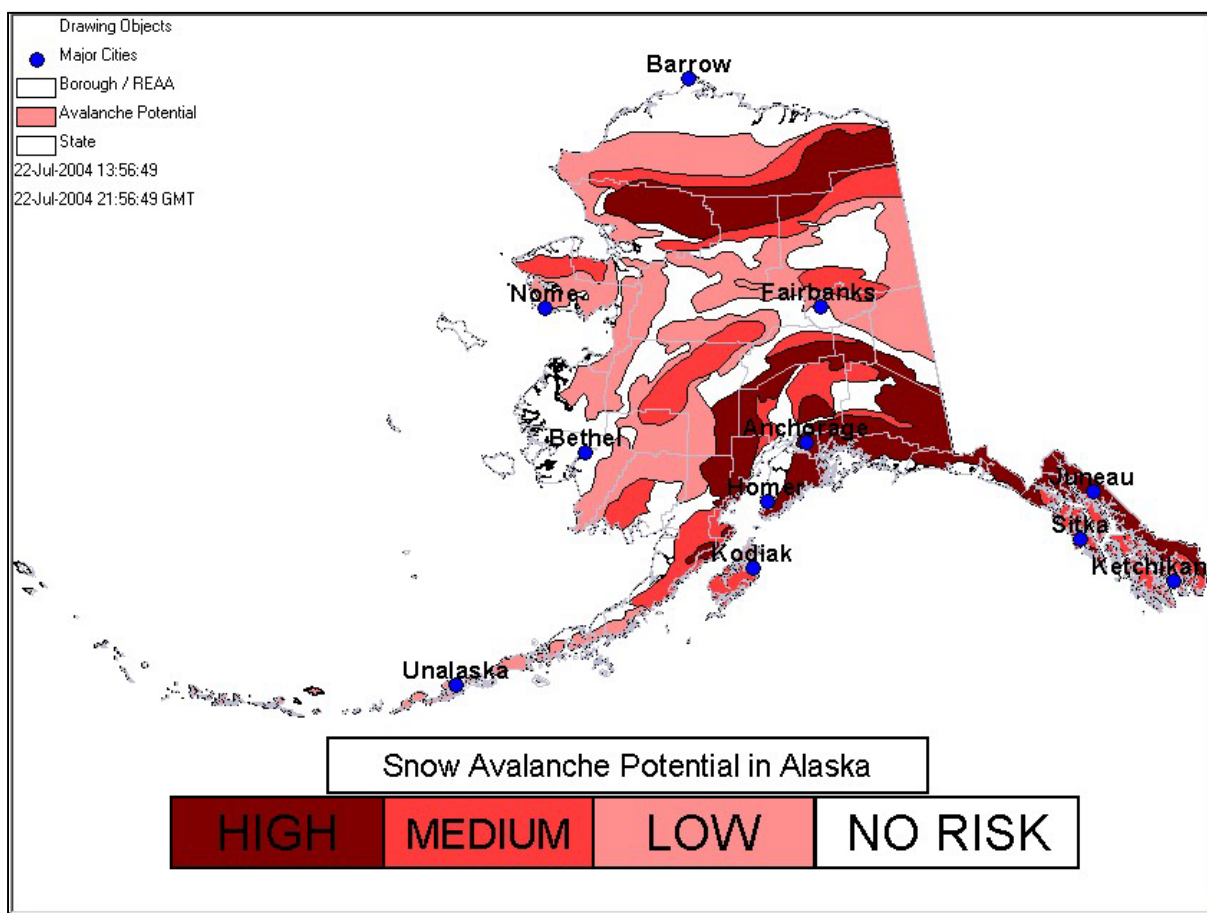 Drawing Objects
Major Cities
Borough / REAA
Avalanche Potential
State
22-Jul-2004 13:56:49
22-Jul-2004 21:56:49 GMT
Barrow
Nome
Fairbanks
Bethel
Anchorage
Homer
Juneau
Sitka
Kodiak
Ketchikan
Unalaska
Snow Avalanche Potential in Alaska
HIGH
MEDIUM
LOW
NO RISK